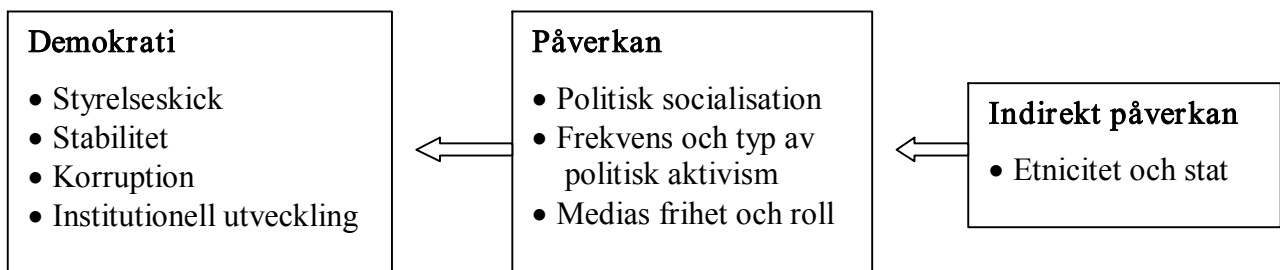 Demokrati
• Styrelseskick
• Stabilitet
• Korruption
• Institutionell utveckling
Påverkan
• Politisk socialisation
• Frekvens och typ av
politisk aktivism
• Medias frihet och roll
Indirekt påverkan
• Etnicitet och stat